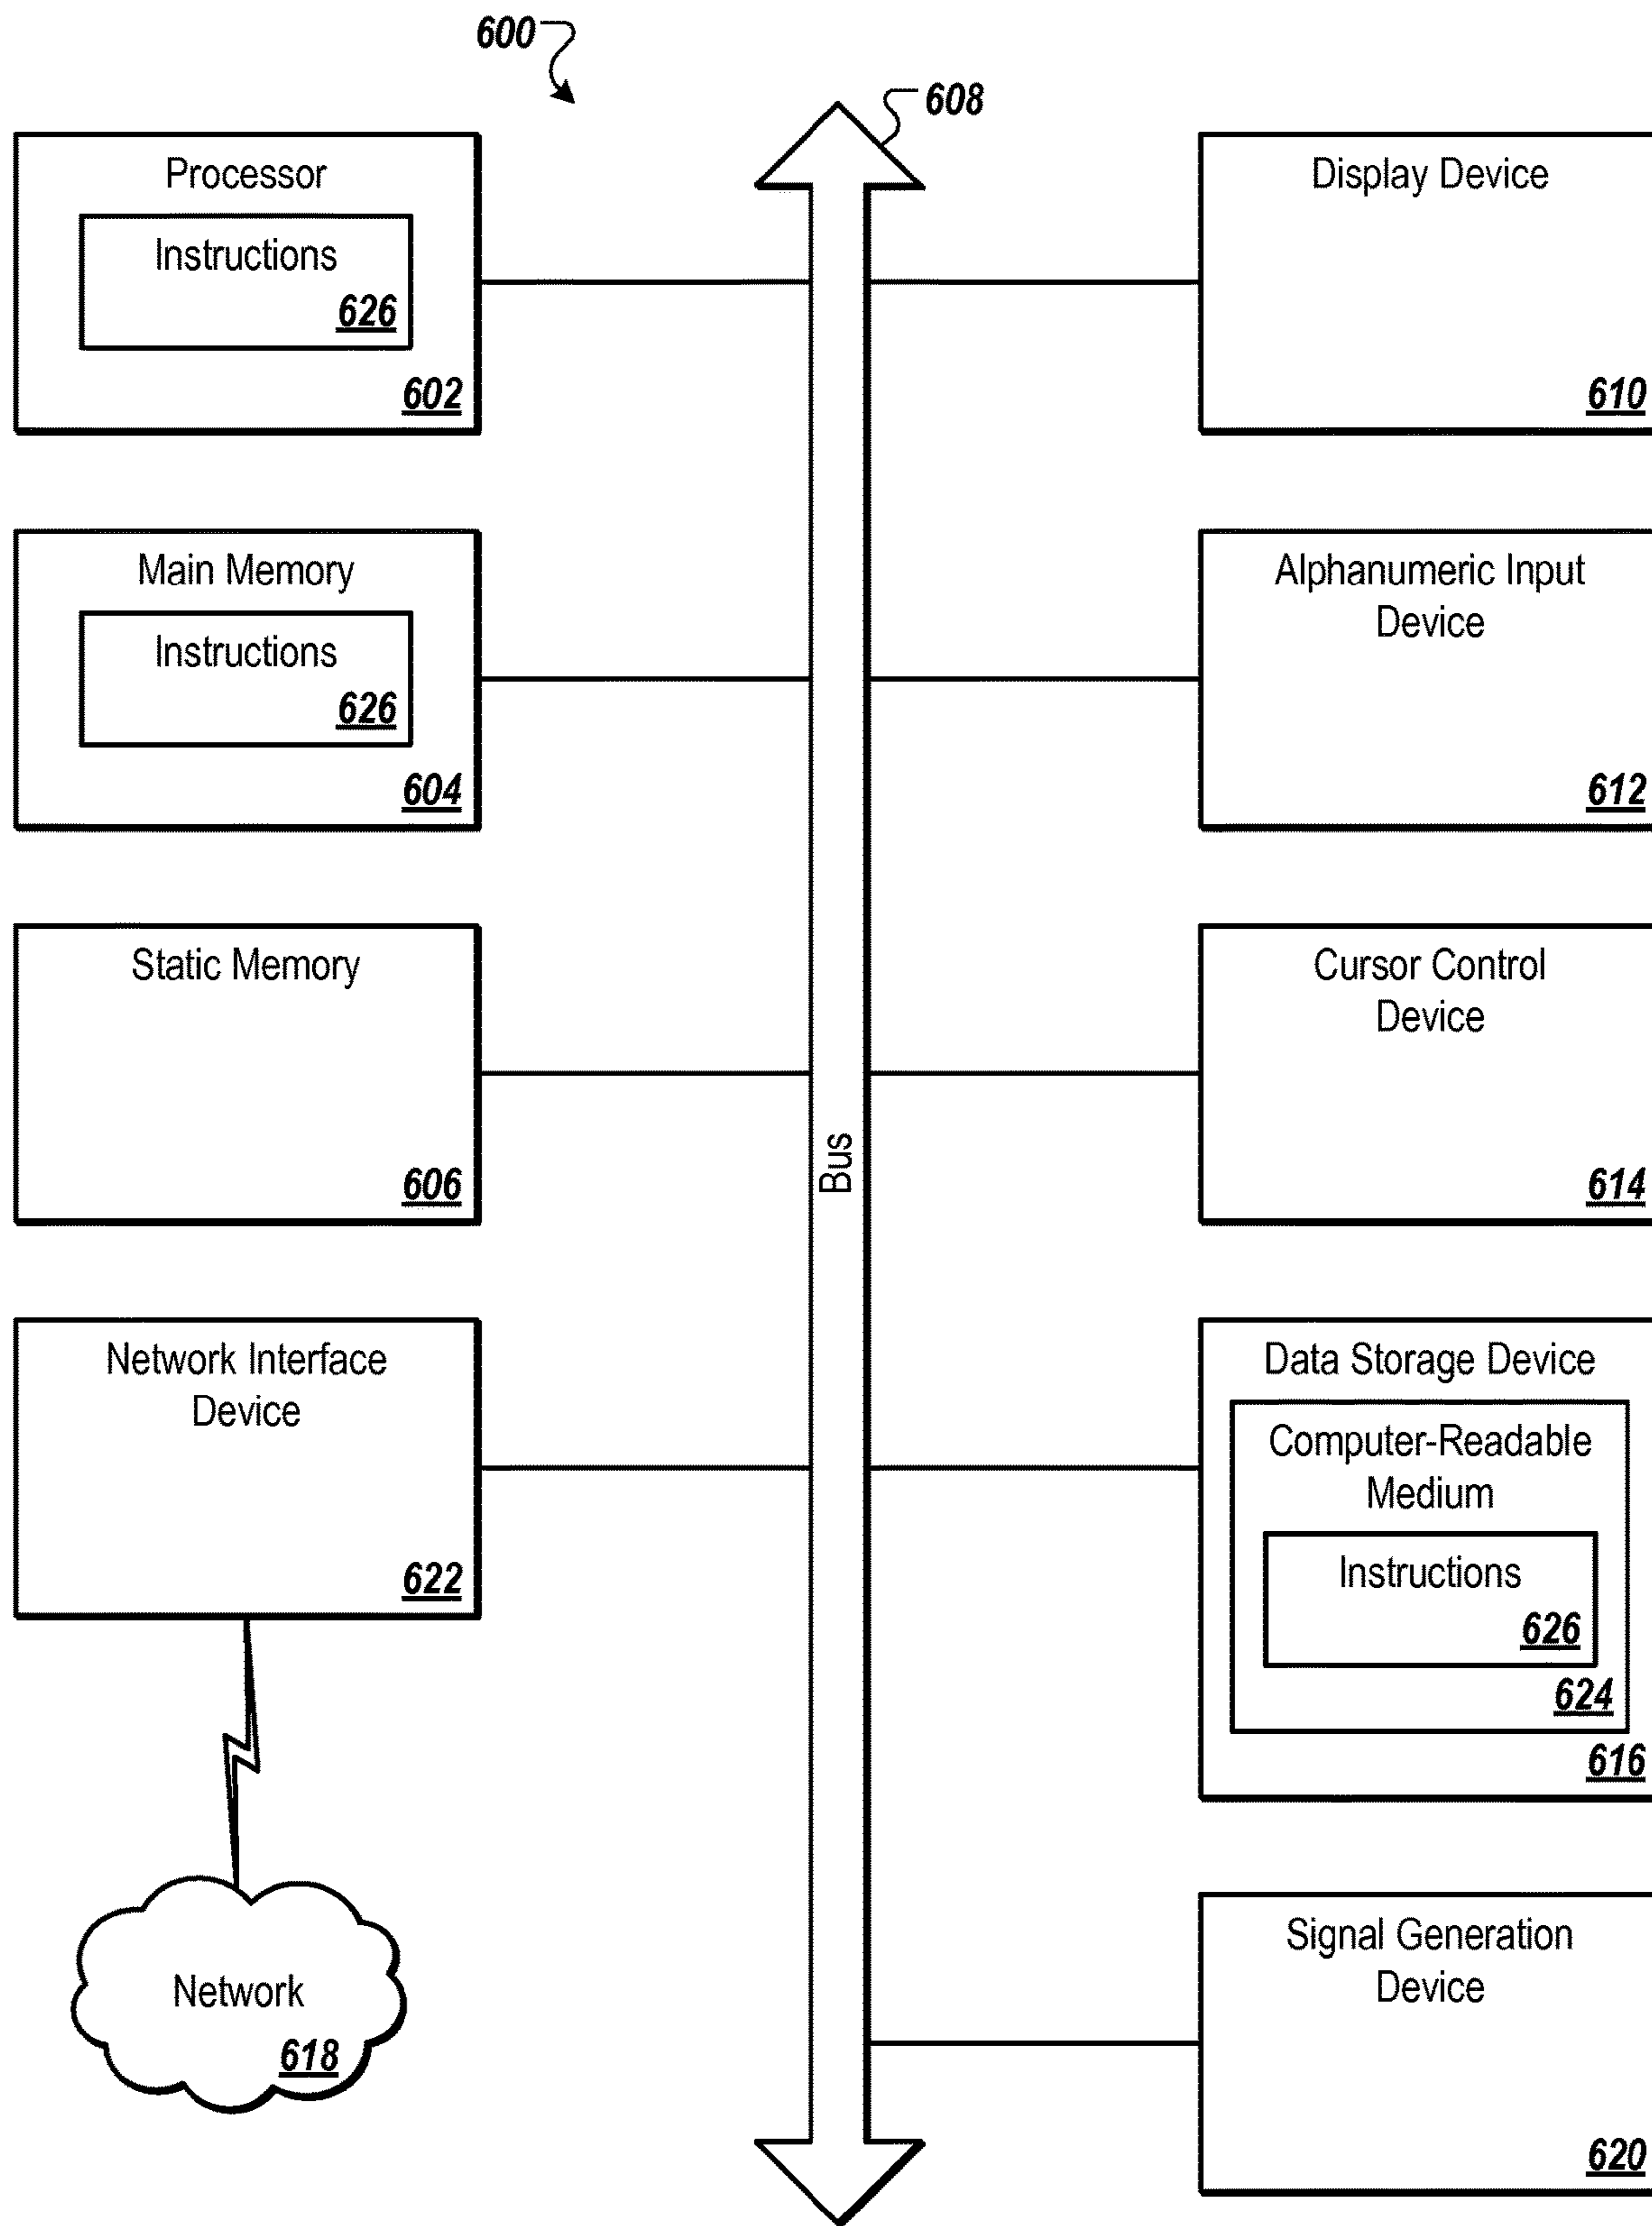 600
608
Processor
Instructions
626
602
Display Device
610
Main Memory
Instructions
626
604
Alphanumeric Input
Device
612
Static Memory
606
Cursor Control
Device
614
Bus
Network Interface
Device
622
Data Storage Device
Computer-Readable
Medium
Instructions
626
624
616
Network
618
Signal Generation
Device
620